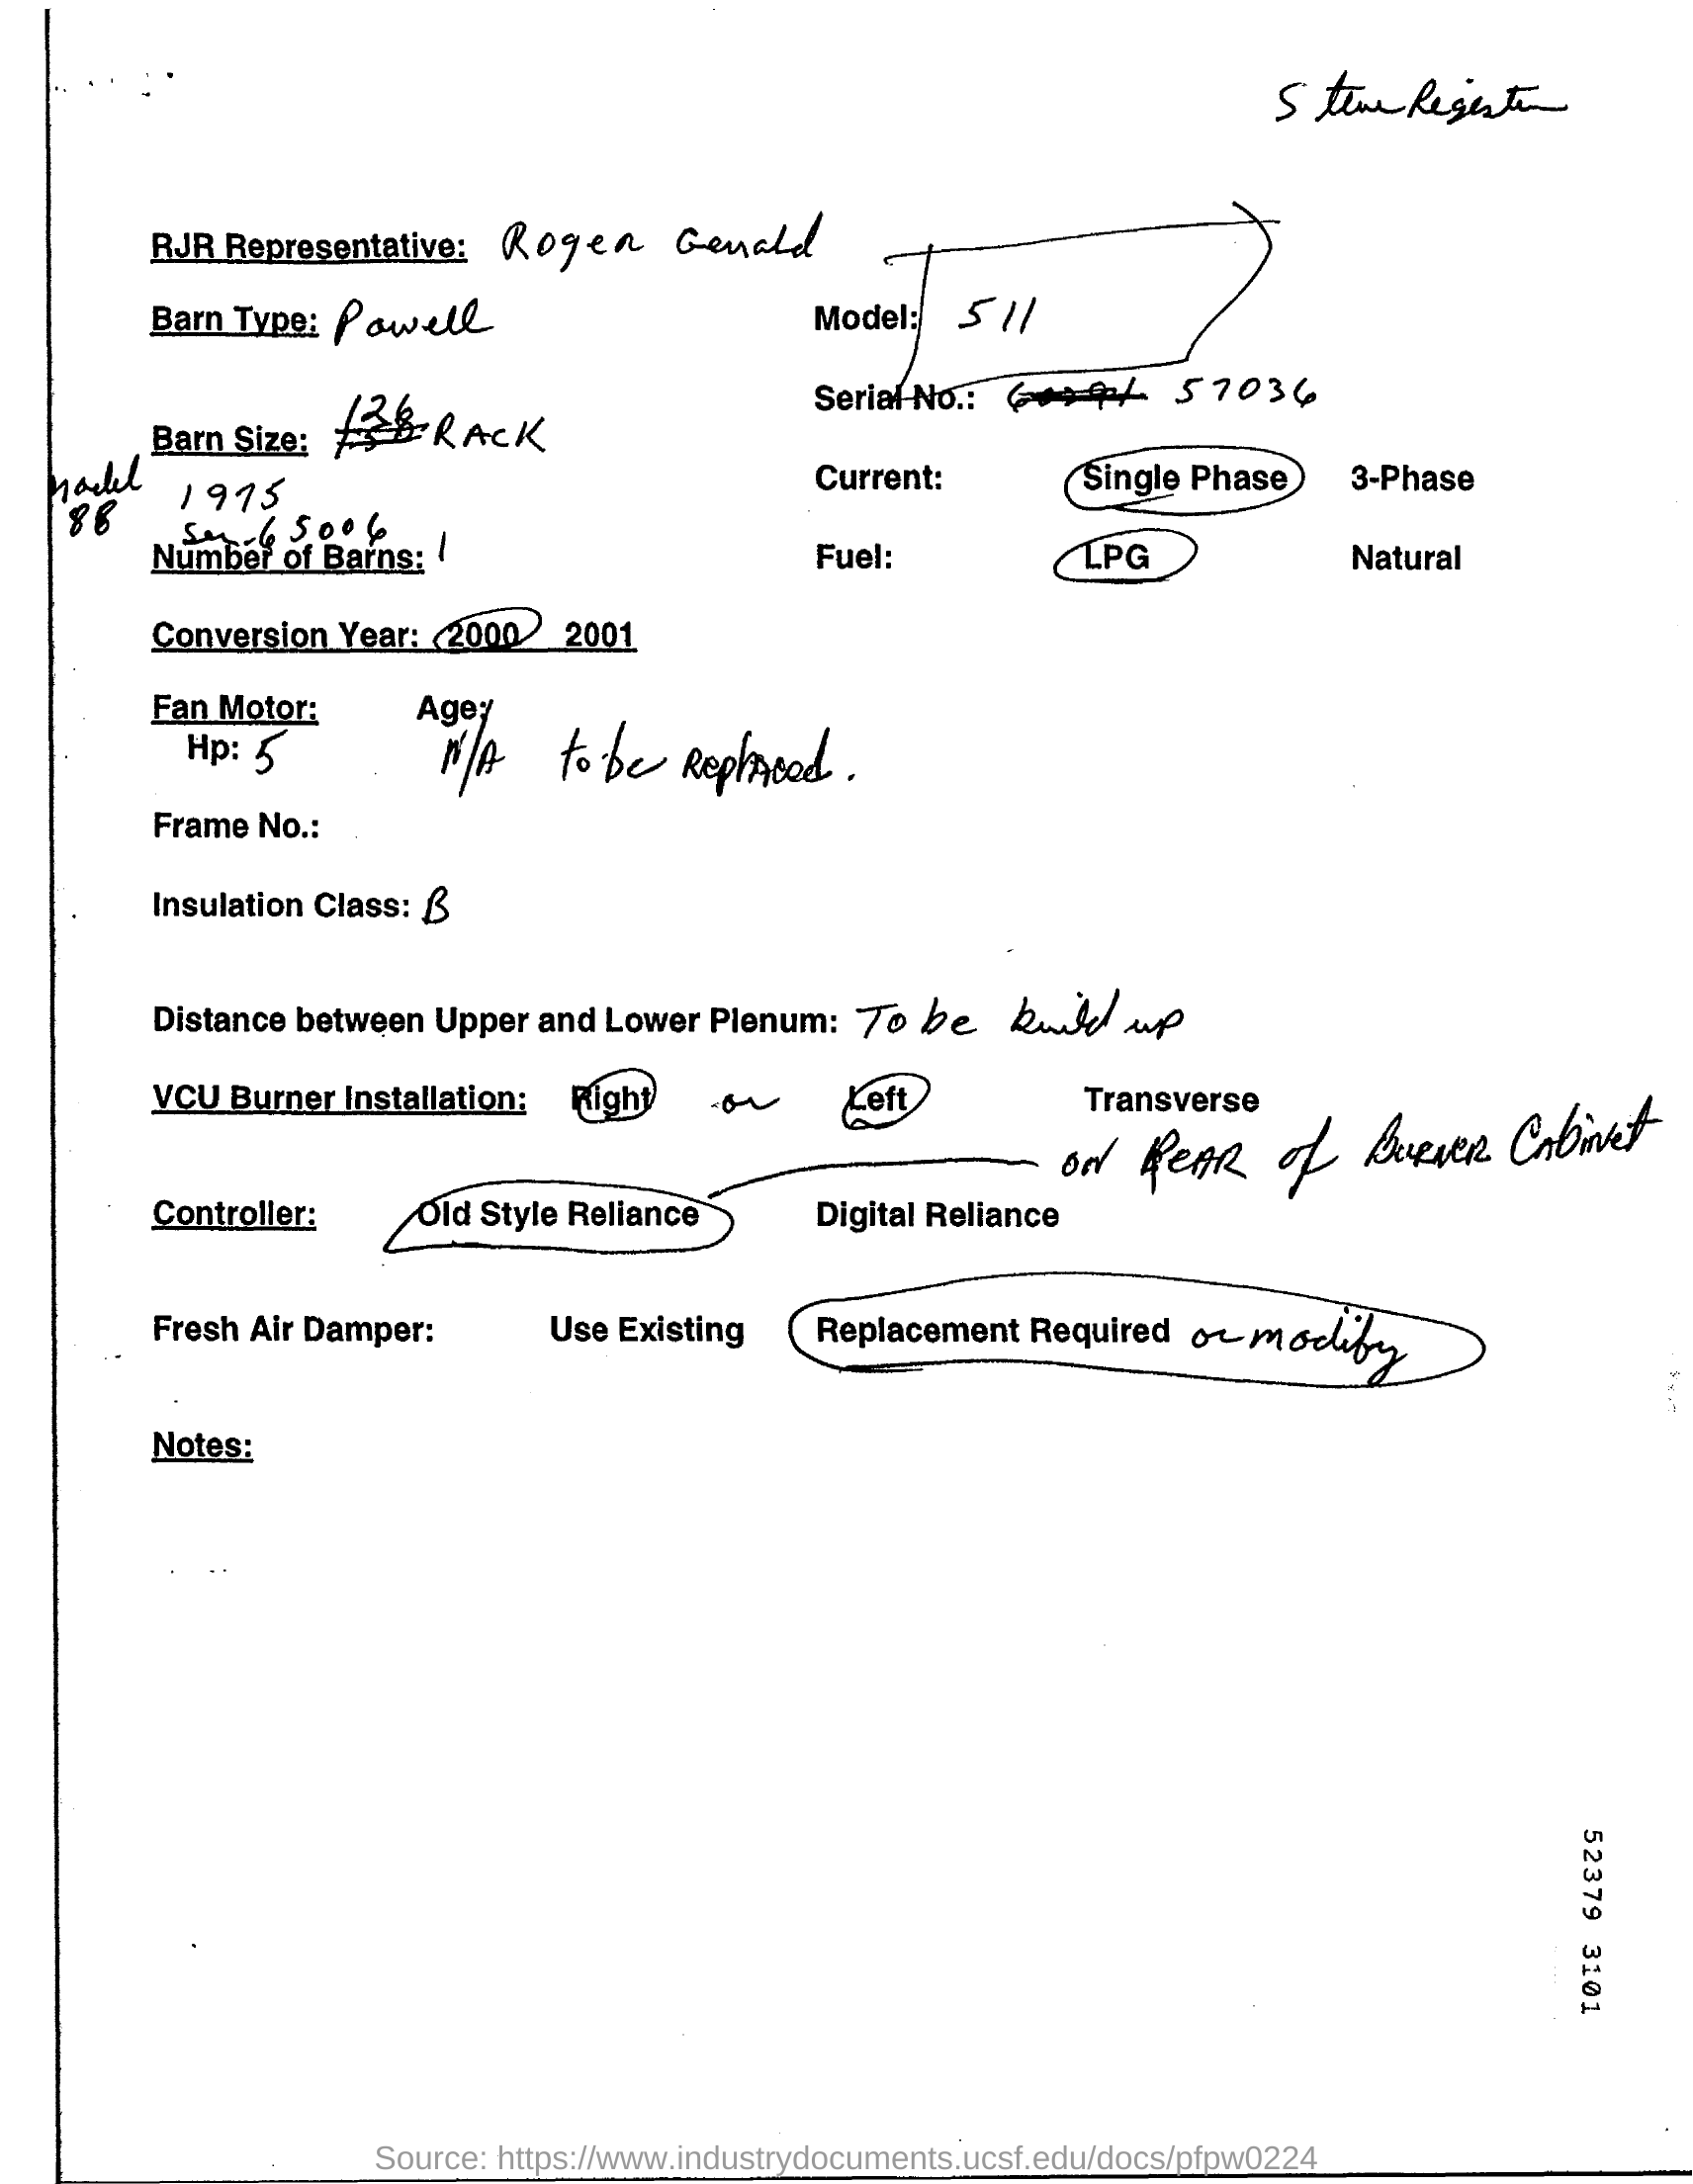 Steve Register
RJR Representative: Roger Gerald
Barn Type: Powell
Model: 511
Serial No.: 57036
Barn Size: 126 RACK
Model 88
1975
Ser-65006
Current: Single Phase 3-Phase
Number of Barns: 1
Fuel: LPG Natural
Conversion Year: 2000 2001
Fan Motor: Age:
Hp: 5 N/A to be Replaced.
Frame No.:
Insulation Class: B
Distance between Upper and Lower Plenum: To be build up
VCU Burner Installation: Right or Left Transverse
on REAR of BURNER Cabinet
Controller: Old Style Reliance Digital Reliance
Fresh Air Damper: Use Existing Replacement Required or modify
Notes:
52379 3101
Source: https://www.industrydocuments.ucsf.edu/docs/pfpw0224